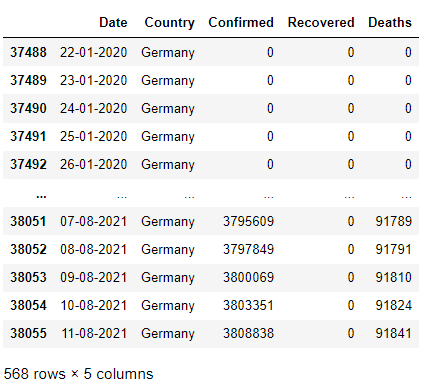 Date Country Confirmed Recovered Deaths
37488 22-01-2020 Germany 0 0 0
37489 23-01-2020 Germany 0 0 0
37490 24-01-2020 Germany 0 0 0
37491 25-01-2020 Germany 0 0 0
37492 26-01-2020 Germany 0 0 0
... ... ... ... ... ...
38051 07-08-2021 Germany 3795609 0 91789
38052 08-08-2021 Germany 3797849 0 91791
38053 09-08-2021 Germany 3800069 0 91810
38054 10-08-2021 Germany 3803351 0 91824
38055 11-08-2021 Germany 3808838 0 91841
568 rows × 5 columns